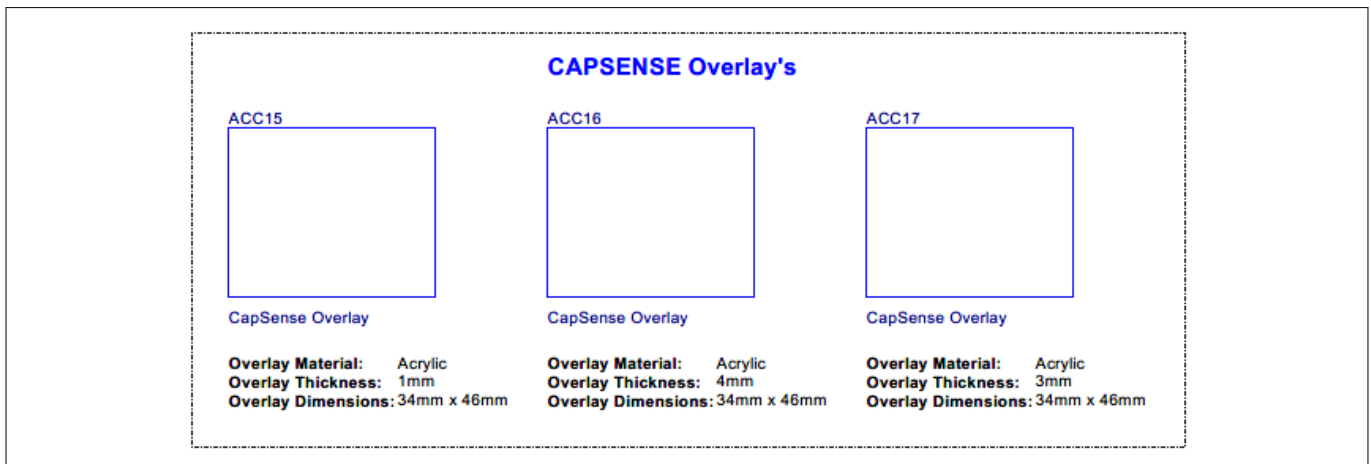 CAPSENSE Overlay's
ACC15
ACC16
ACC17
CapSense Overlay
CapSense Overlay
CapSense Overlay
Overlay Material: Acrylic
Overlay Thickness: 1mm
Overlay Dimensions: 34mm x 46mm
Overlay Material: Acrylic
Overlay Thickness: 4mm
Overlay Dimensions: 34mm x 46mm
Overlay Material: Acrylic
Overlay Thickness: 3mm
Overlay Dimensions: 34mm x 46mm